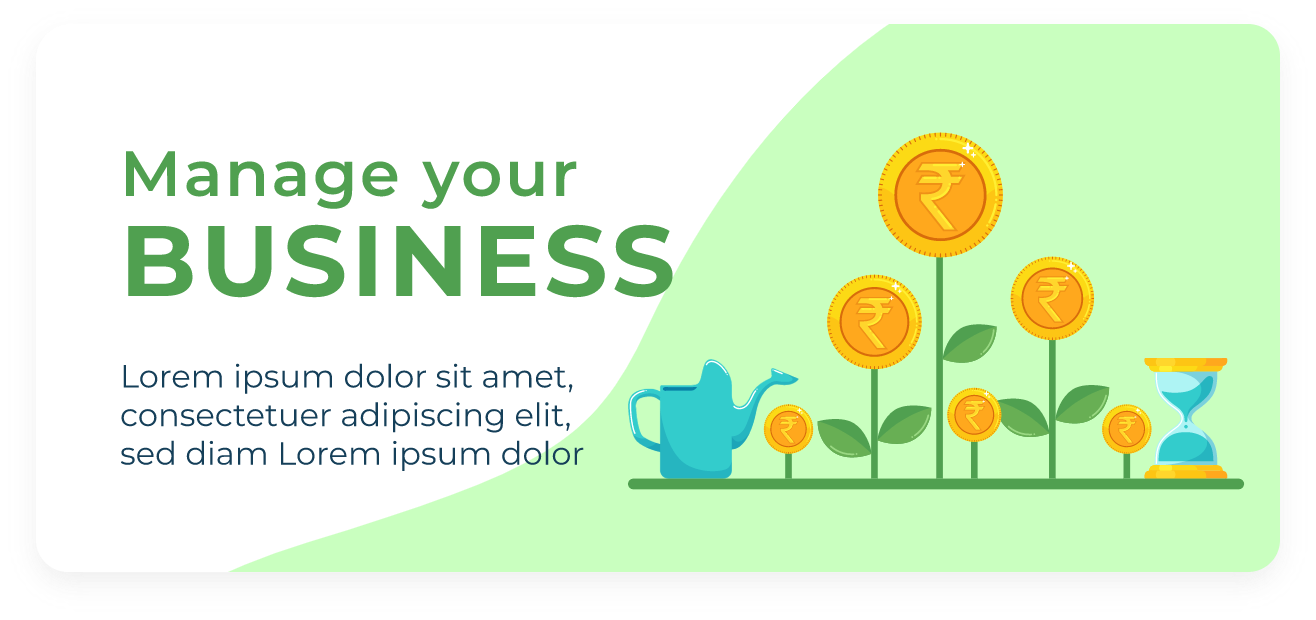 Manage your
BUSINESS
Lorem ipsum dolor sit amet,
consectetuer adipiscing elit,
sed diam Lorem ipsum dolor
₹
₹
₹
₹
₹
₹